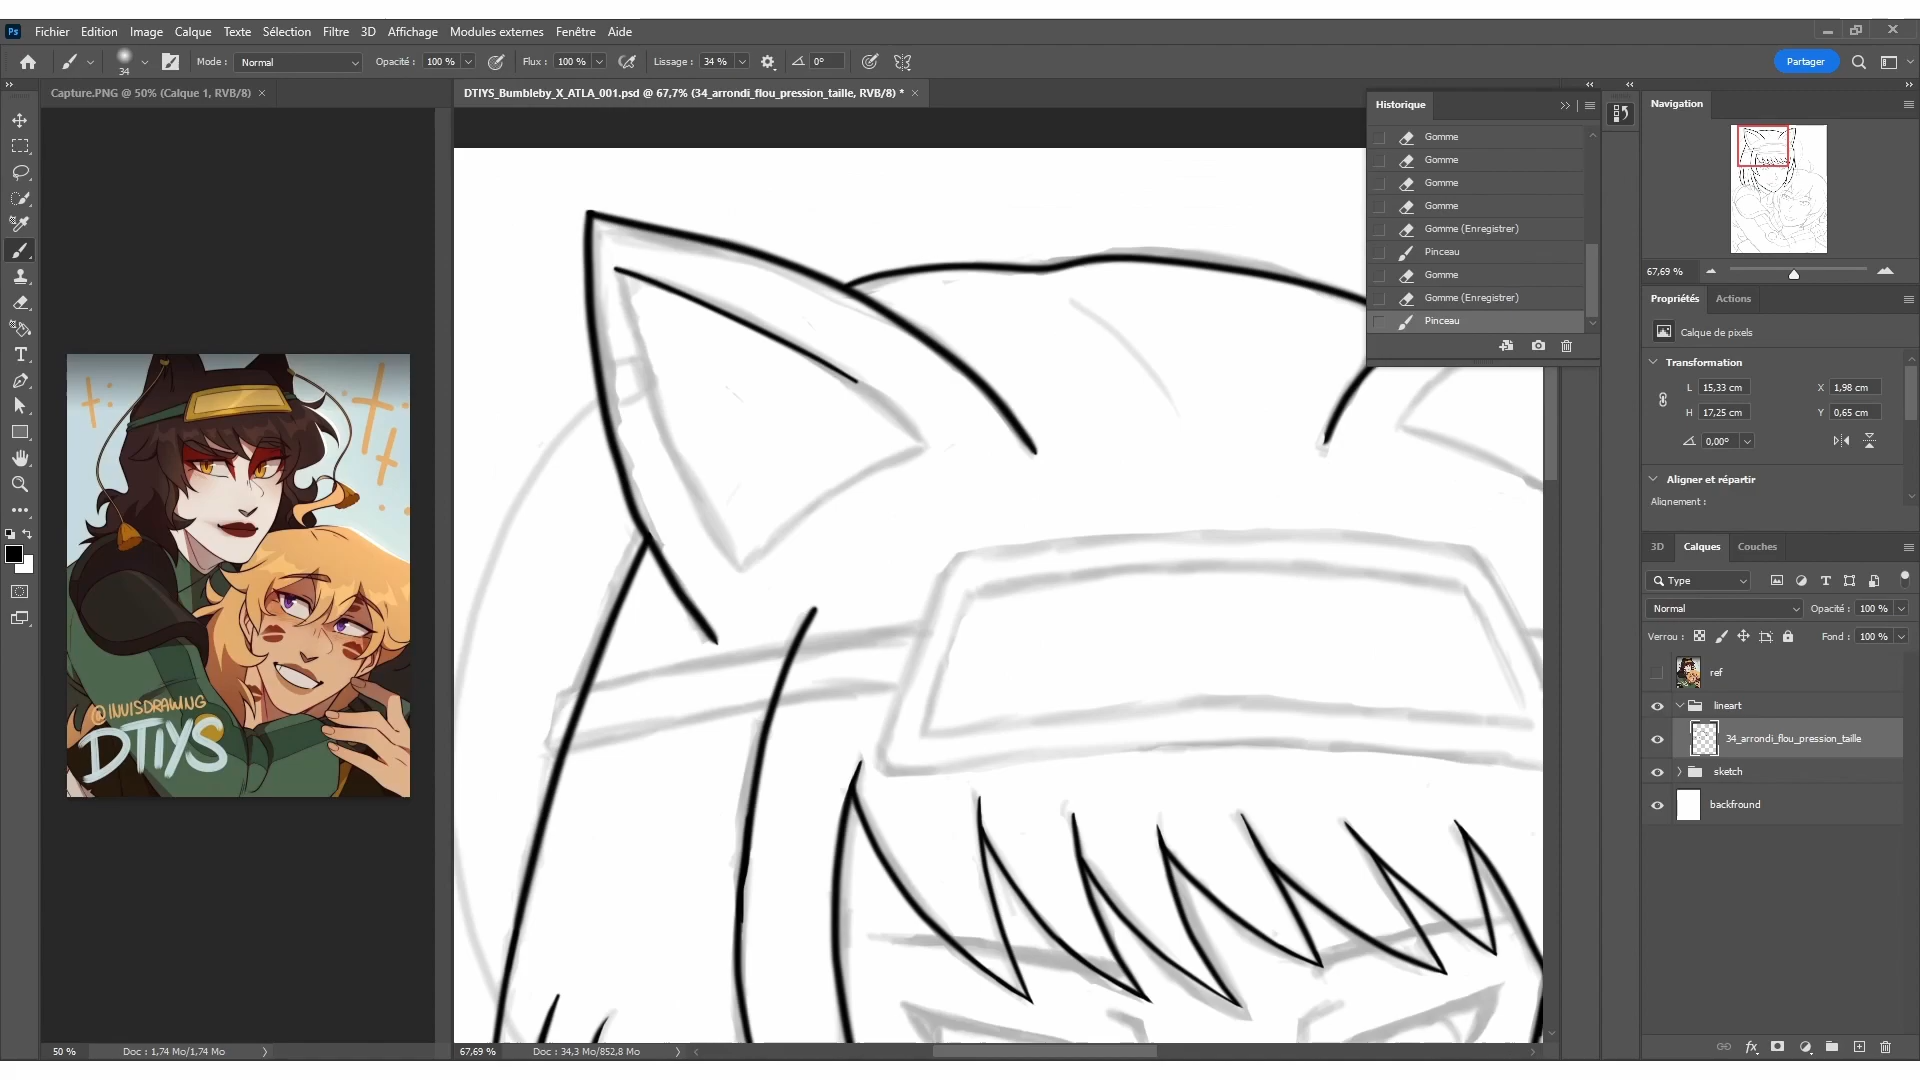 Ps Fichier Edition Image Calque Texte Sélection Filtre 3D Affichage Modules externes Fenêtre Aide
34 Mode : Normal Opacité : 100 % Flux : 100 % Lissage : 34 % 0° Partager
Capture.PNG @ 50% (Calque 1, RVB/8) ×
DTIYS_Bumbleby_X_ATLA_001.psd @ 67,7% (34_arrondi_flou_pression_taille, RVB/8) * ×
Historique
Gomme
Gomme
Gomme
Gomme
Gomme (Enregistrer)
Pinceau
Gomme
Gomme (Enregistrer)
Pinceau
Navigation
67,69 %
Propriétés Actions
Calque de pixels
Transformation
L 15,33 cm X 1,98 cm
H 17,25 cm Y 0,65 cm
0,00°
Aligner et répartir
Alignement :
3D Calques Couches
Type
Normal Opacité : 100 %
Verrou : Fond : 100 %
ref
lineart
34_arrondi_flou_pression_taille
sketch
backfround
@INUISDRAWING
DTIYS
50 % Doc : 1,74 Mo/1,74 Mo
67,69 % Doc : 34,3 Mo/852,8 Mo